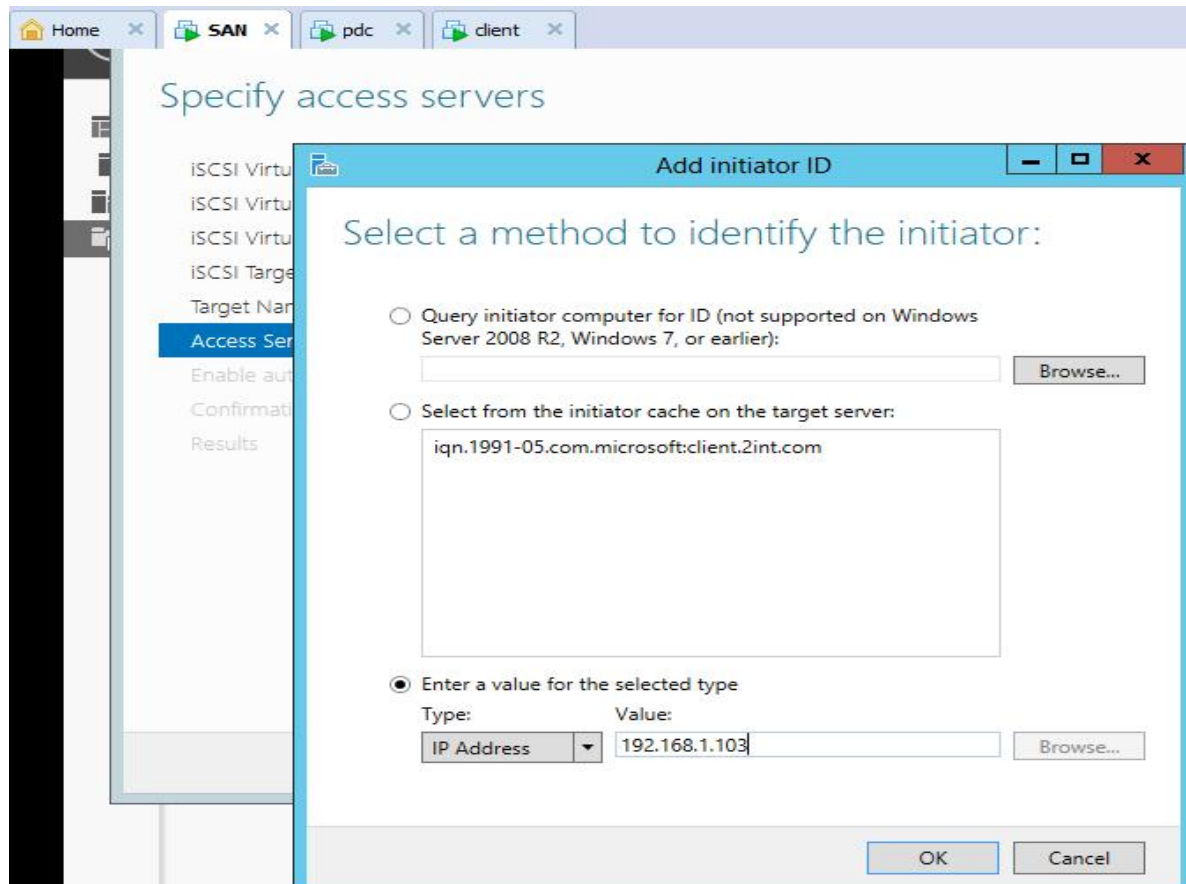 Home
SAN
pdc
client
Specify access servers
iSCSI Virtu
iSCSI Virtu
iSCSI Virtu
iSCSI Targe
Target Nar
Access Ser
Enable aut
Confirmati
Results
Add initiator ID
Select a method to identify the initiator:
Query initiator computer for ID (not supported on Windows
Server 2008 R2, Windows 7, or earlier):
Browse...
Select from the initiator cache on the target server:
iqn.1991-05.com.microsoft:client.2int.com
Enter a value for the selected type
Type:
Value:
IP Address
192.168.1.103
Browse...
OK
Cancel